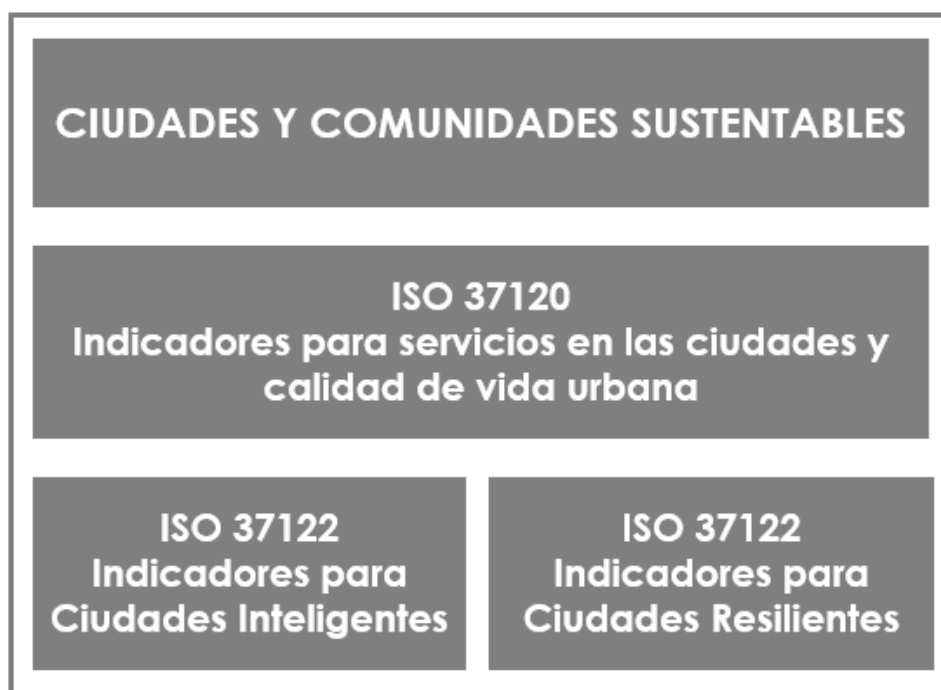 CIUDADES Y COMUNIDADES SUSTENTABLES
ISO 37120
Indicadores para servicios en las ciudades y
calidad de vida urbana
ISO 37122
Indicadores para
Ciudades Inteligentes
ISO 37122
Indicadores para
Ciudades Resilientes